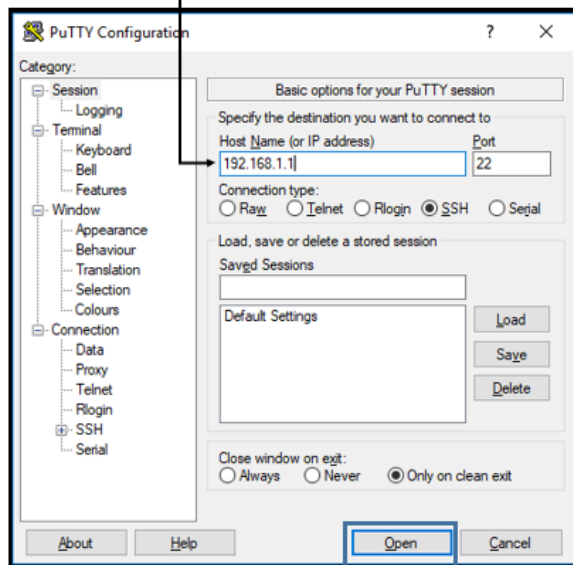 PuTTY Configuration ? ×
Category:
Session
Logging
Terminal
Keyboard
Bell
Features
Window
Appearance
Behaviour
Translation
Selection
Colours
Connection
Data
Proxy
Telnet
Rlogin
SSH
Serial
Basic options for your PuTTY session
Specify the destination you want to connect to
Host Name (or IP address) Port
192.168.1.1 22
Connection type:
Raw Telnet Rlogin SSH Serial
Load, save or delete a stored session
Saved Sessions
Default Settings
Load
Save
Delete
Close window on exit:
Always Never Only on clean exit
About Help Open Cancel